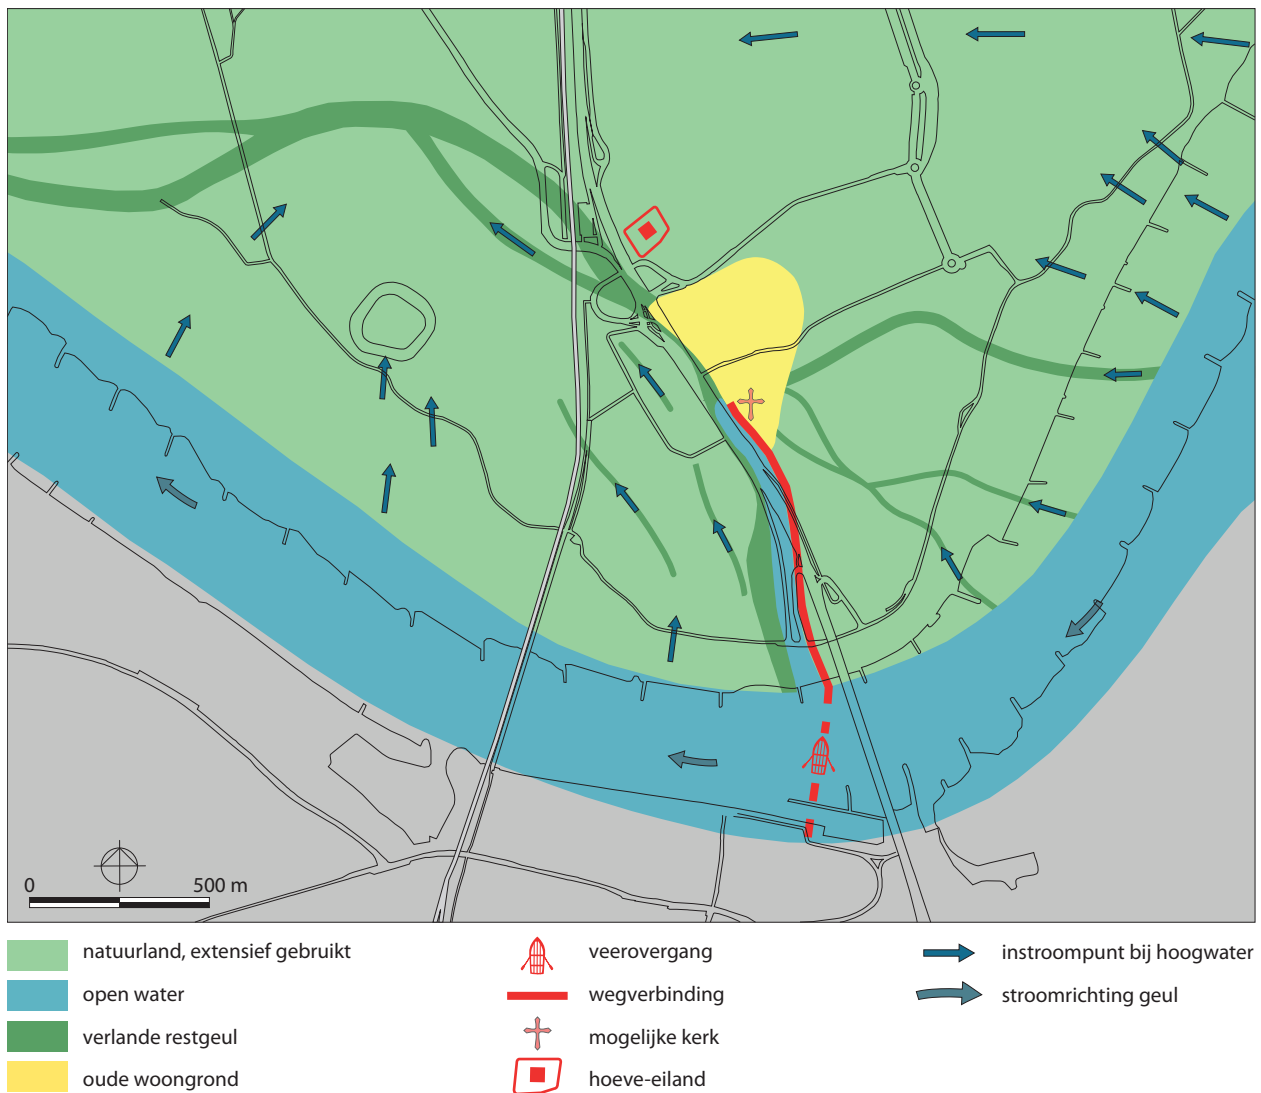 0 500 m
natuurland, extensief gebruikt
open water
verlande restgeul
oude woongrond
veerovergang
wegverbinding
mogelijke kerk
hoeve-eiland
instroompunt bij hoogwater
stroomrichting geul